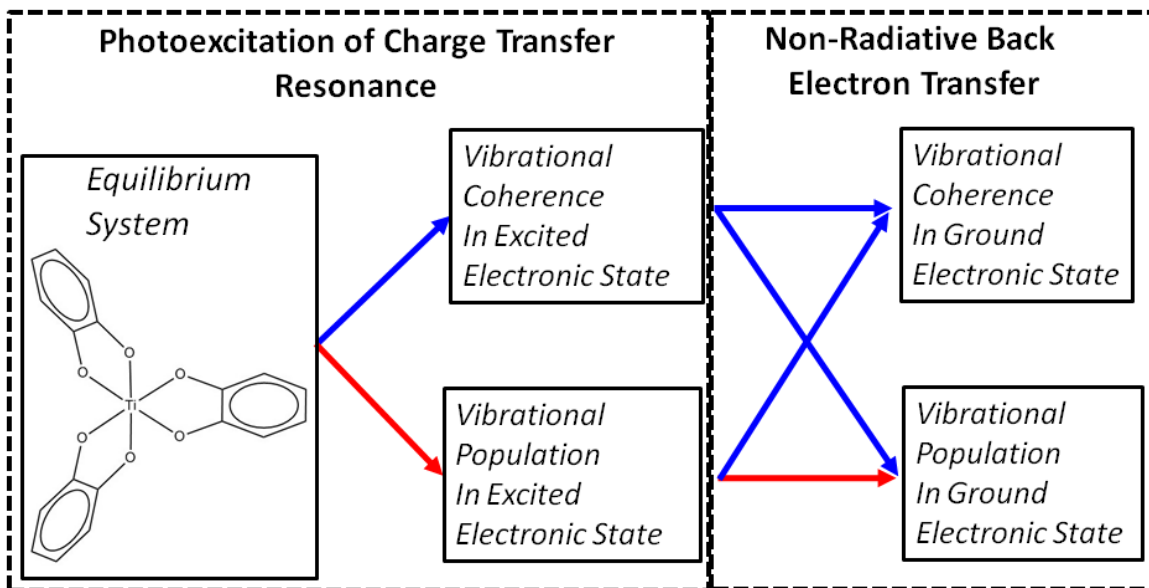 Photoexcitation of Charge Transfer
Resonance
Non-Radiative Back
Electron Transfer
Equilibrium
System
O
O
O
Ti
O
O
O
Vibrational
Coherence
In Excited
Electronic State
Vibrational
Population
In Excited
Electronic State
Vibrational
Coherence
In Ground
Electronic State
Vibrational
Population
In Ground
Electronic State